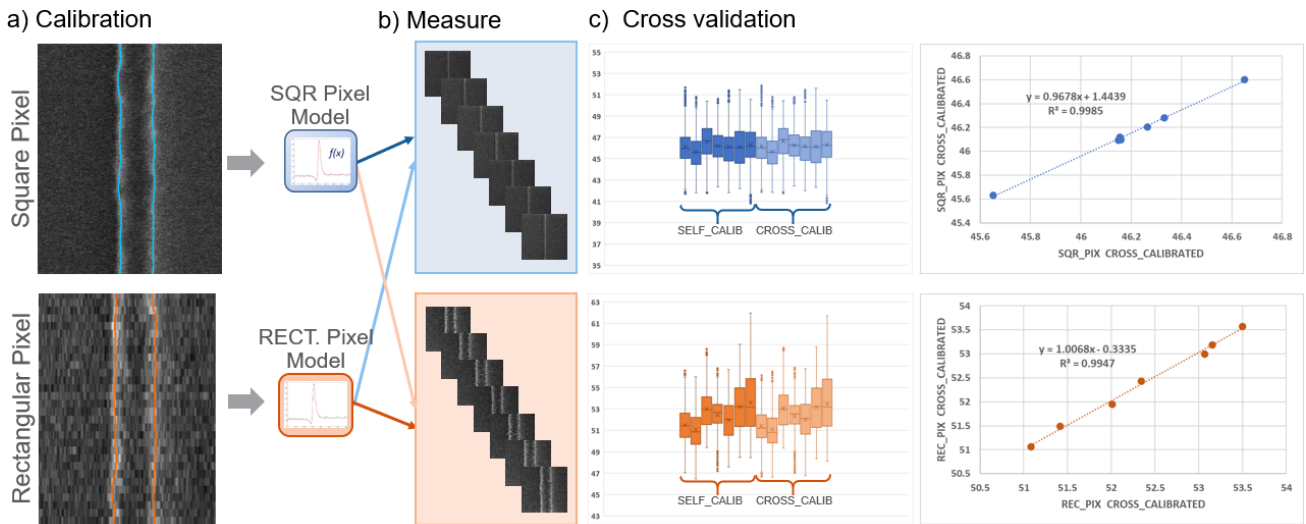 a) Calibration
b) Measure
c) Cross validation
Square Pixel
SQR Pixel
Model
f(x)
55
53
51
49
47
45
43
41
39
37
35
SELF_CALIB
CROSS_CALIB
SQR_PIX CROSS_CALIBRATED
46.8
46.6
46.4
46.2
46
45.8
45.6
45.4
y = 0.9678x + 1.4439
R² = 0.9985
45.6
45.8
46
46.2
46.4
46.6
46.8
SQR_PIX CROSS_CALIBRATED
Rectangular Pixel
RECT. Pixel
Model
63
61
59
57
55
53
51
49
47
45
43
SELF_CALIB
CROSS_CALIB
REC_PIX CROSS_CALIBRATED
54
53.5
53
52.5
52
51.5
51
50.5
y = 1.0068x - 0.3335
R² = 0.9947
50.5
51
51.5
52
52.5
53
53.5
54
REC_PIX CROSS_CALIBRATED